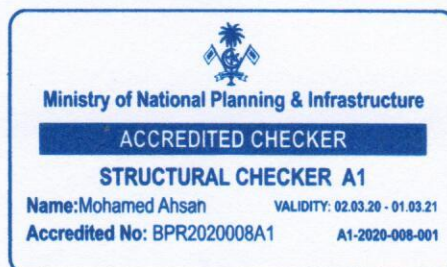 Ministry of National Planning & Infrastructure
ACCREDITED CHECKER
STRUCTURAL CHECKER A1
Name:Mohamed Ahsan VALIDITY: 02.03.20 - 01.03.21
Accredited No: BPR2020008A1 A1-2020-008-001